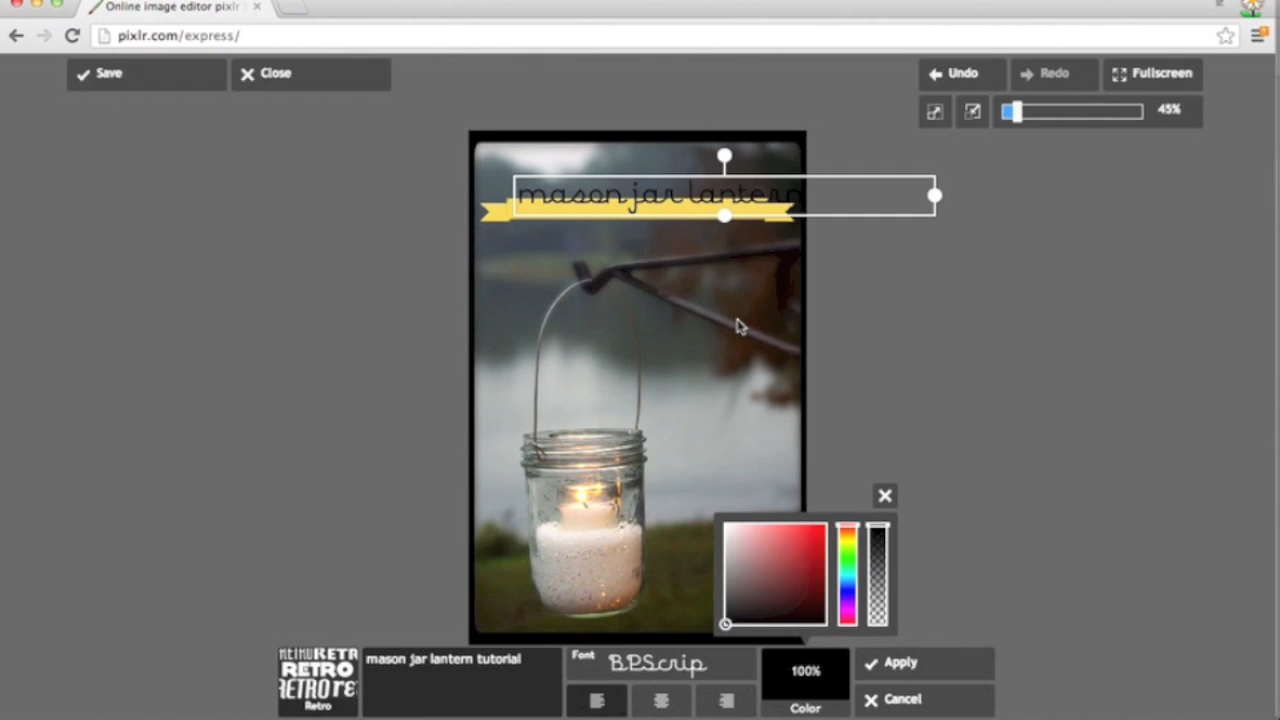 Online image editor pixlr
pixlr.com/express/
Save
Close
Undo
Redo
Fullscreen
45%
mason jar lantern
RETRO
RETRO
Retro
mason jar lantern tutorial
Font
BPScrip
100%
Color
Apply
Cancel